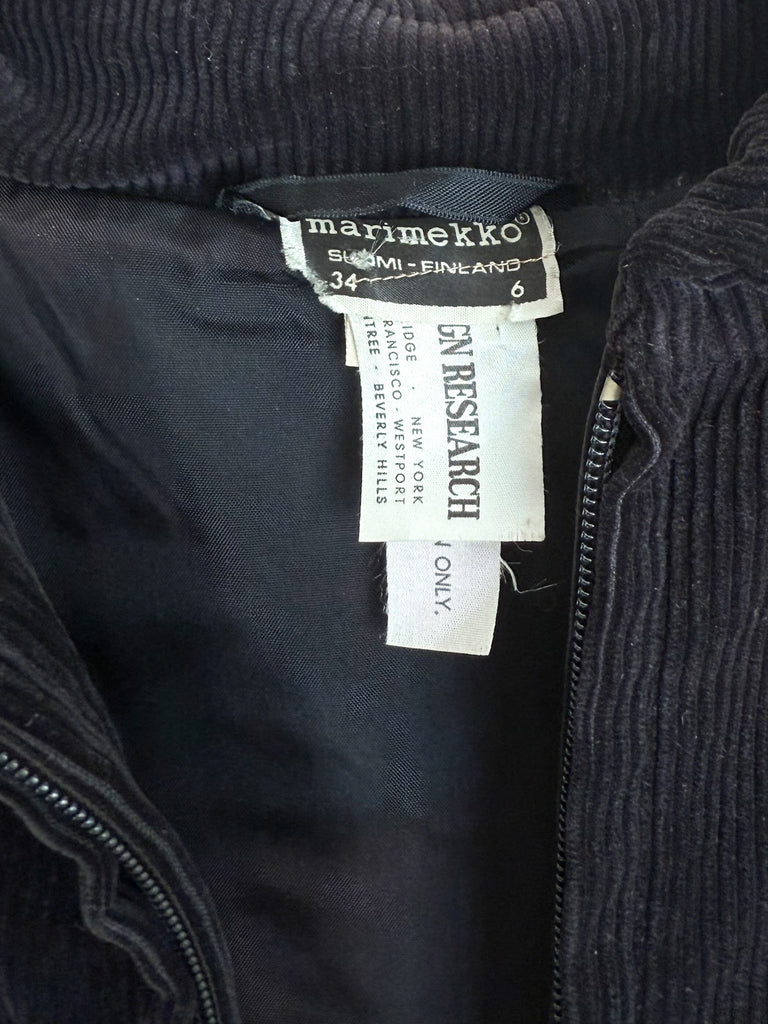 marimekko®
SUOMI-FINLAND
34 6
GN RESEARCH
IDGE · NEW YORK
RANCISCO · WESTPORT
TREE · BEVERLY HILLS
ONLY.